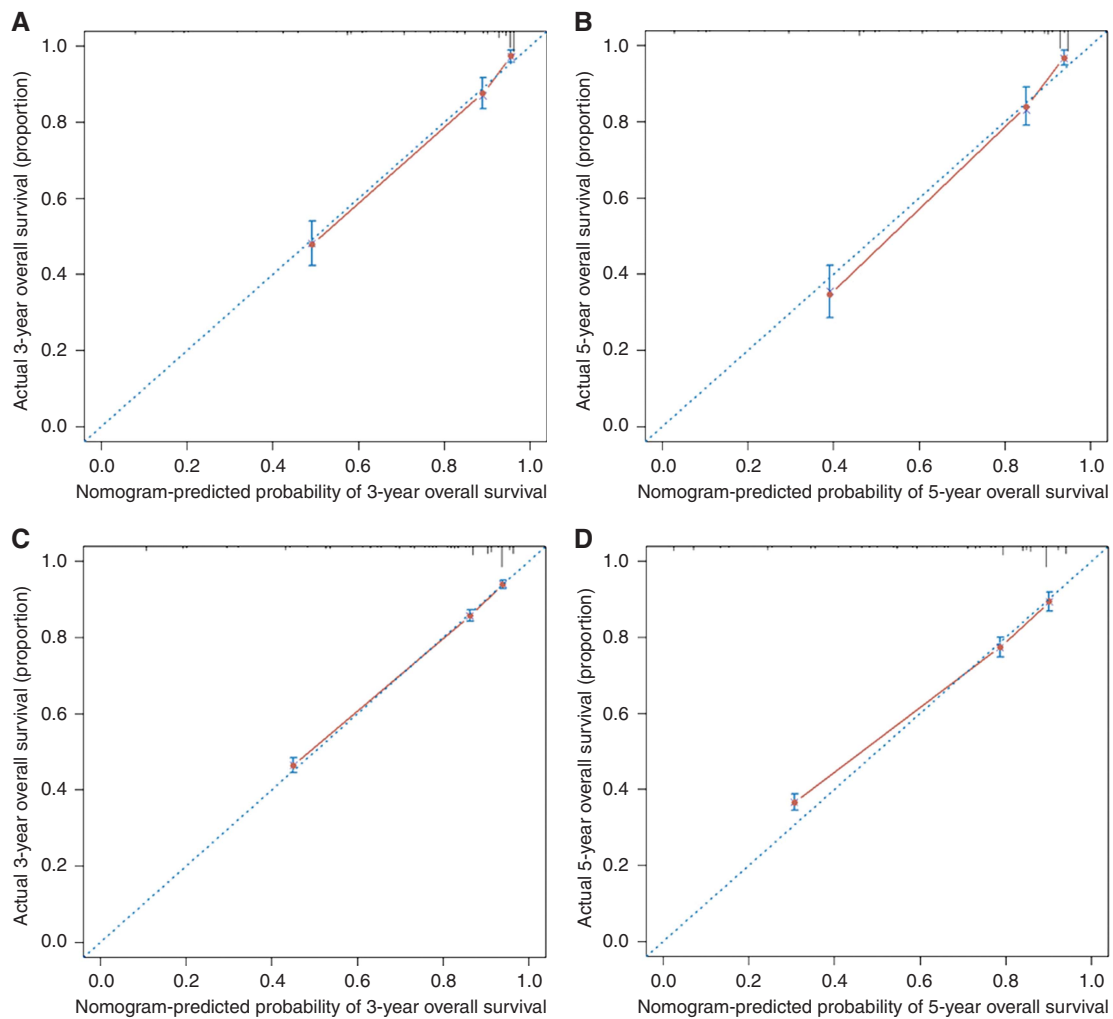 A
Actual 3-year overall survival (proportion)
1.0
0.8
0.6
0.4
0.2
0.0
0.0 0.2 0.4 0.6 0.8 1.0
Nomogram-predicted probability of 3-year overall survival
B
Actual 5-year overall survival (proportion)
1.0
0.8
0.6
0.4
0.2
0.0
0.0 0.2 0.4 0.6 0.8 1.0
Nomogram-predicted probability of 5-year overall survival
C
Actual 3-year overall survival (proportion)
1.0
0.8
0.6
0.4
0.2
0.0
0.0 0.2 0.4 0.6 0.8 1.0
Nomogram-predicted probability of 3-year overall survival
D
Actual 5-year overall survival (proportion)
1.0
0.8
0.6
0.4
0.2
0.0
0.0 0.2 0.4 0.6 0.8 1.0
Nomogram-predicted probability of 5-year overall survival